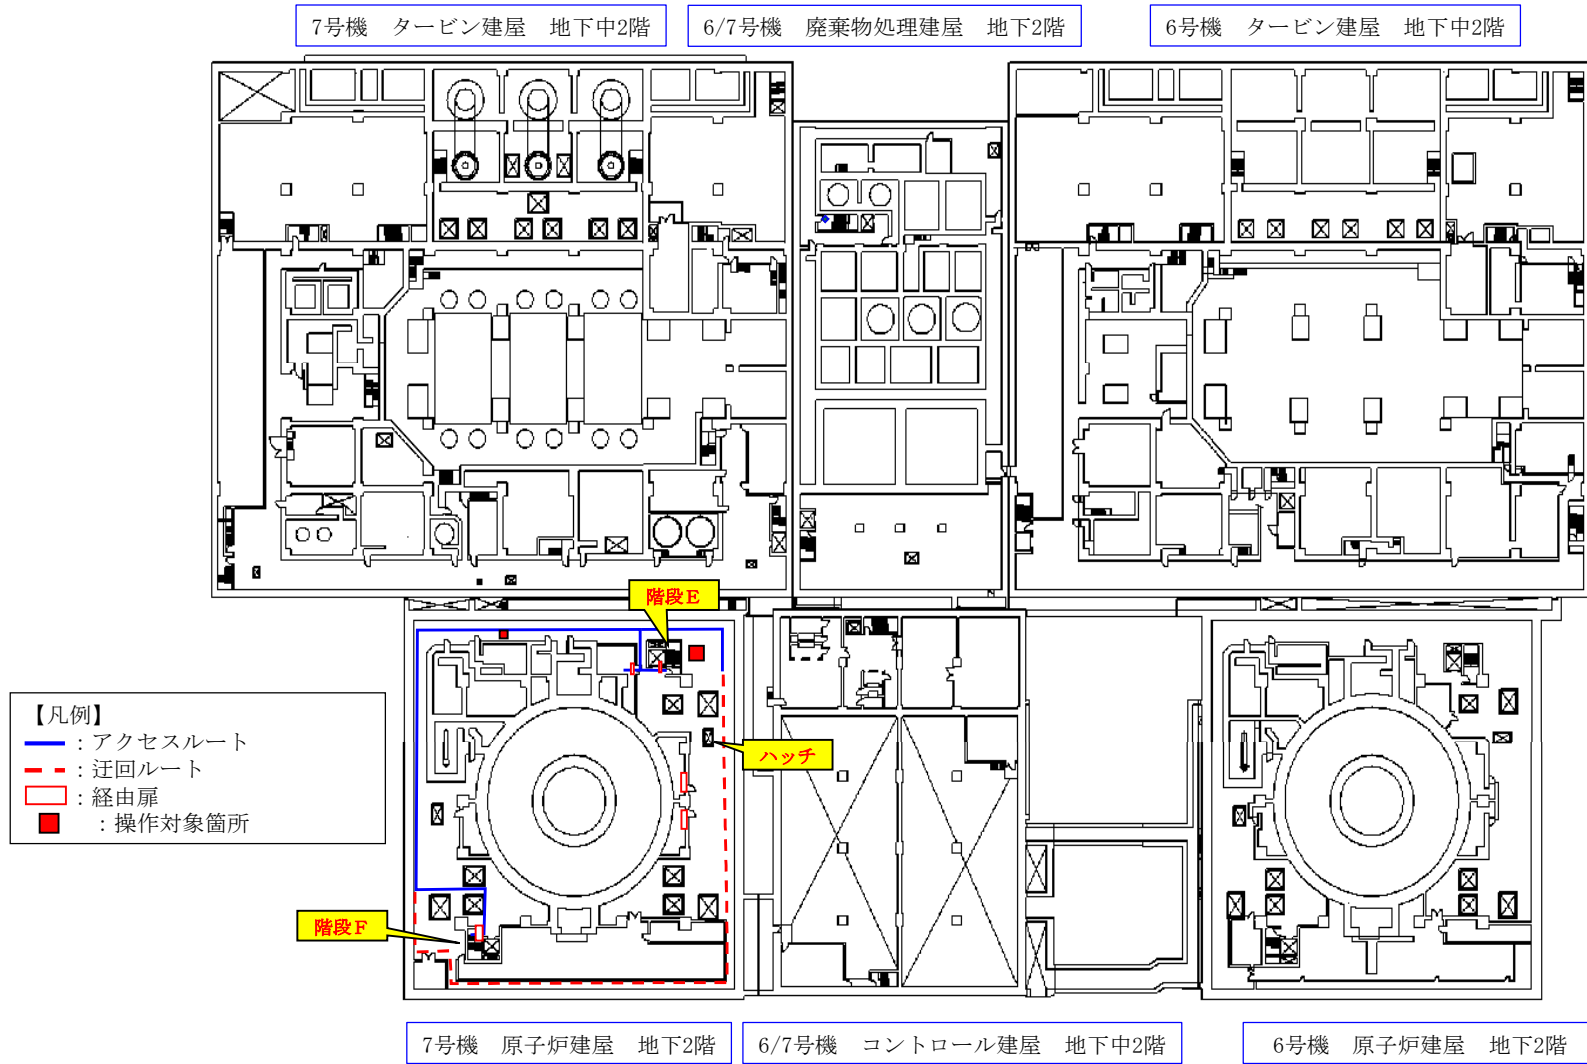 7号機　タービン建屋　地下中2階
6/7号機　廃棄物処理建屋　地下2階
6号機　タービン建屋　地下中2階
階段E
【凡例】
：アクセスルート
：迂回ルート
：経由扉
：操作対象箇所
ハッチ
階段F
7号機　原子炉建屋　地下2階
6/7号機　コントロール建屋　地下中2階
6号機　原子炉建屋　地下2階